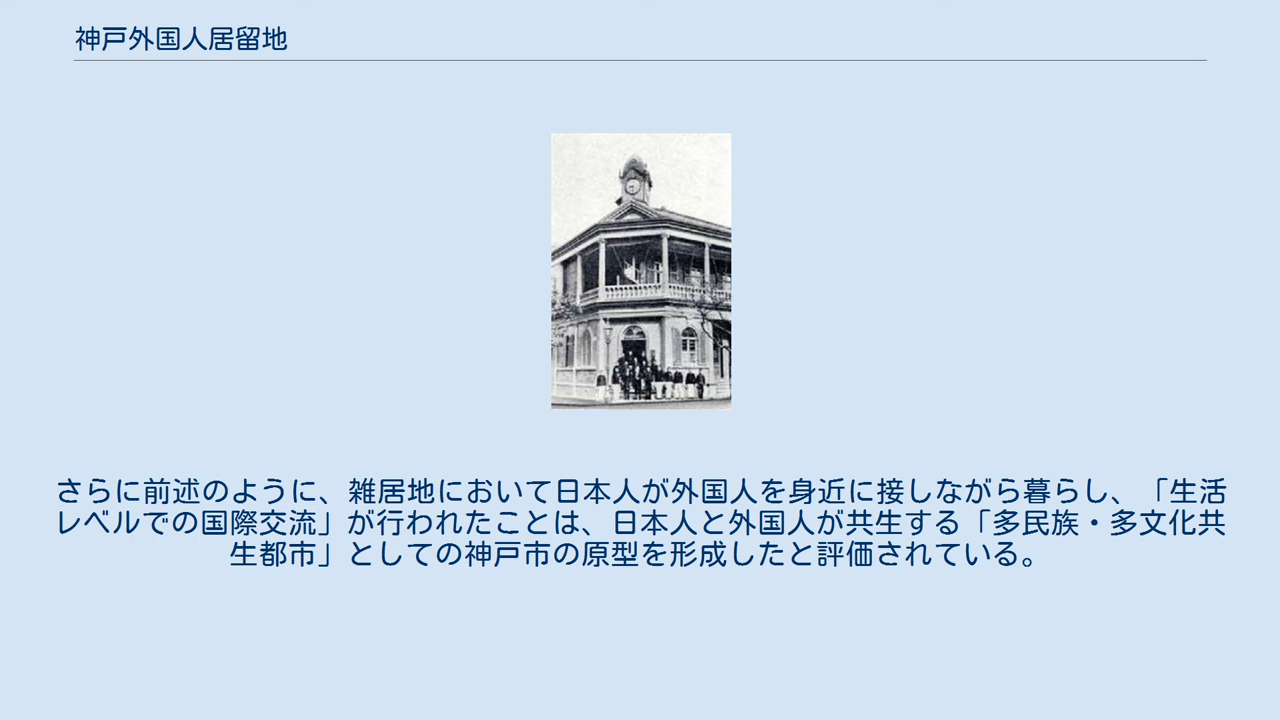 神戸外国人居留地
さらに前述のように、雑居地において日本人が外国人を身近に接しながら暮らし、「生活
レベルでの国際交流」が行われたことは、日本人と外国人が共生する「多民族・多文化共
生都市」としての神戸市の原型を形成したと評価されている。